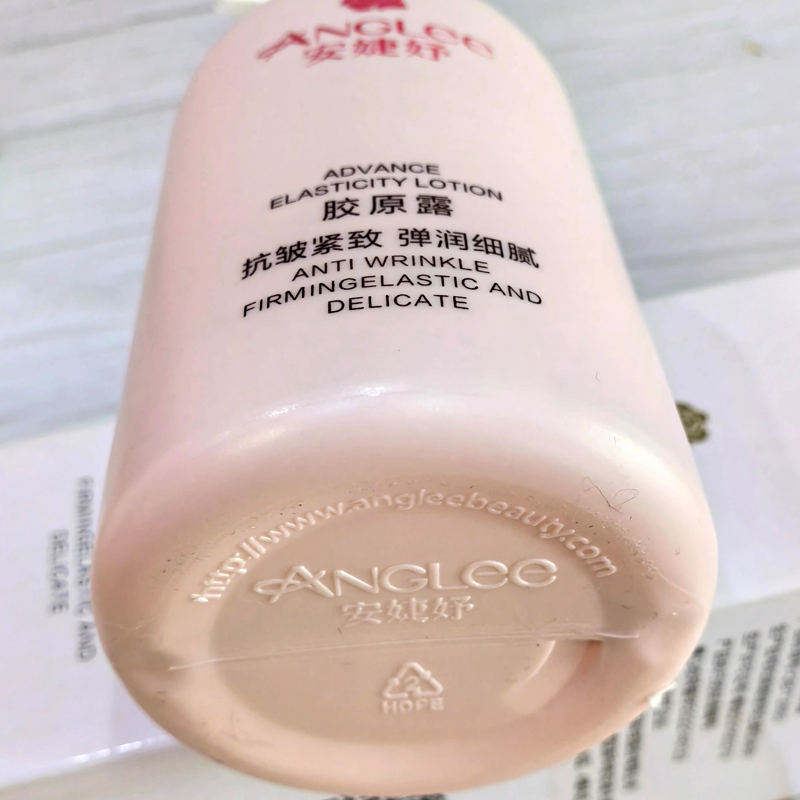 ANGLEE
安婕妤
ADVANCE
ELASTICITY LOTION
胶原露
抗皱紧致 弹润细腻
ANTI WRINKLE
FIRMINGELASTIC AND
DELICATE
http://www.angleebeauty.com
ANGLEE
安婕妤
2
HDPE
FIRMINGELASTIC AND
DELICATE